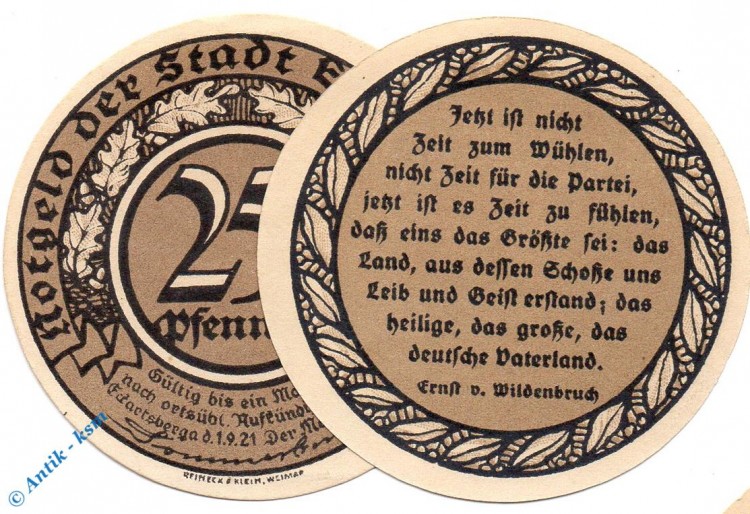 Notgeld der Stadt E
25
Pfenn
Gültig bis ein Mo
nach ortsübl. Aufkünd
Eckartsberga d. 1.9.21 Der M
REINECK & KLEIN, WEIMAR
Jetzt ist nicht
Zeit zum Wühlen,
nicht Zeit für die Partei,
jetzt ist es Zeit zu fühlen,
daß eins das Größte sei: das
Land, aus dessen Schoße uns
Leib und Geist erstand; das
heilige, das große, das
deutsche Vaterland.
Ernst v. Wildenbruch
© Antik - ksm